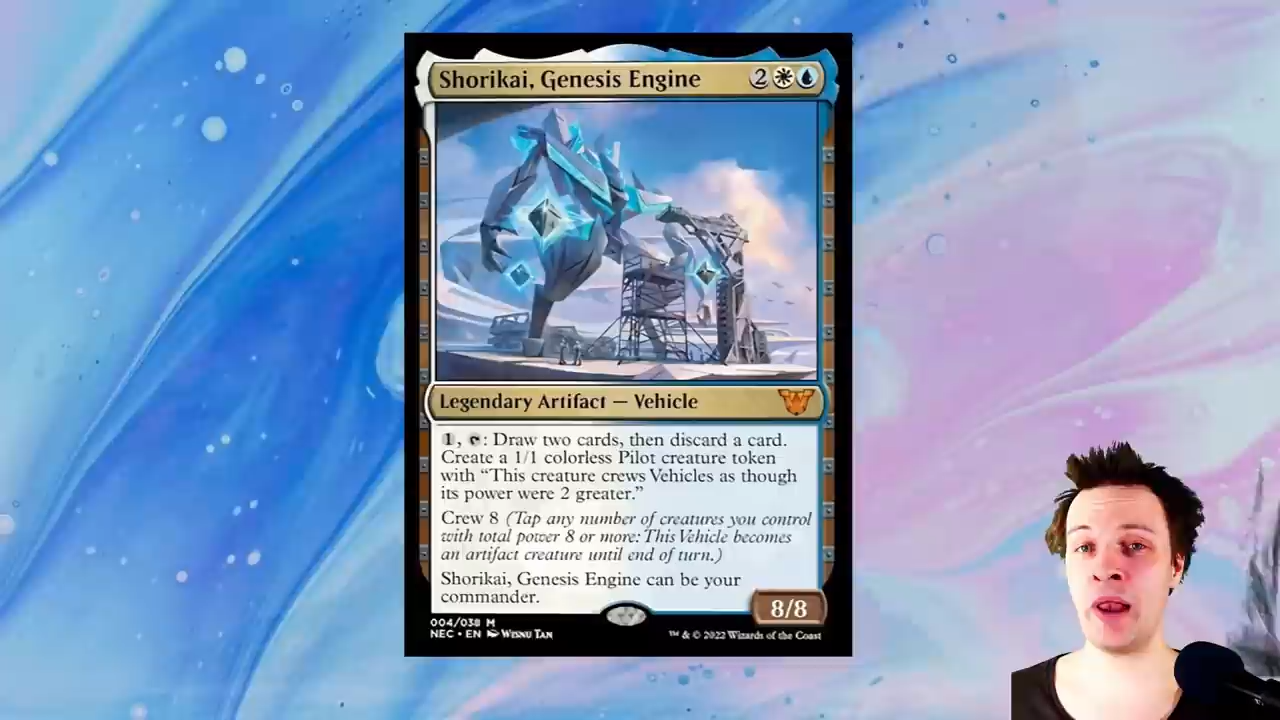 Shorikai, Genesis Engine 2
Legendary Artifact — Vehicle
1, : Draw two cards, then discard a card.
Create a 1/1 colorless Pilot creature token
with “This creature crews Vehicles as though
its power were 2 greater.”
Crew 8 (Tap any number of creatures you control
with total power 8 or more: This Vehicle becomes
an artifact creature until end of turn.)
Shorikai, Genesis Engine can be your
commander.
8/8
004/038 M
NEC • EN Wisnu Tan
™ & © 2022 Wizards of the Coast